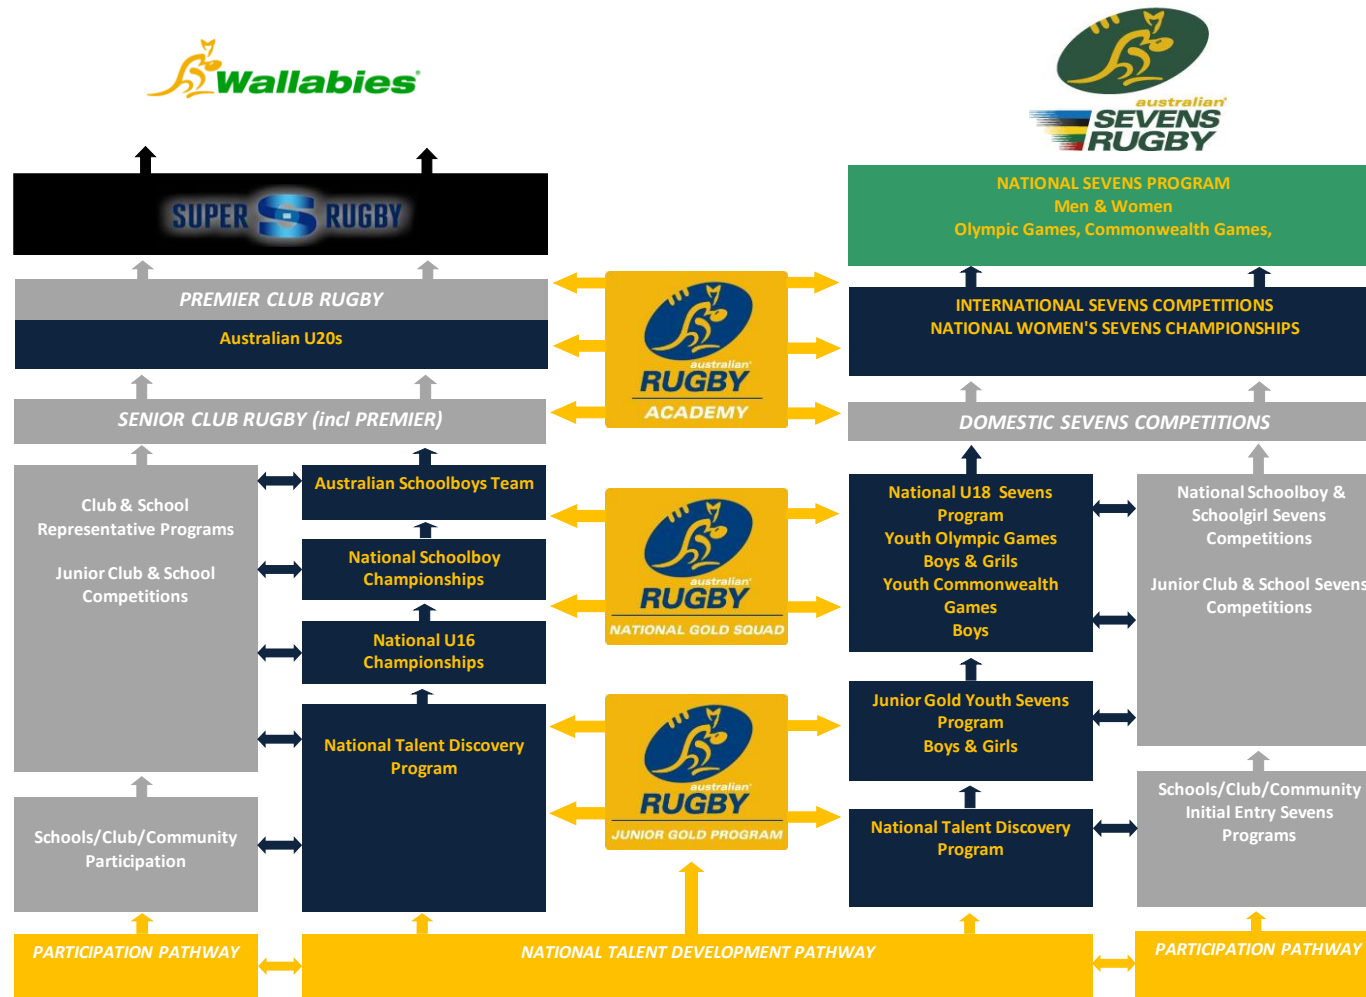 Wallabies
australian
SEVENS
RUGBY
SUPER S RUGBY
NATIONAL SEVENS PROGRAM
Men & Women
Olympic Games, Commonwealth Games,
PREMIER CLUB RUGBY
Australian U20s
australian
RUGBY
ACADEMY
INTERNATIONAL SEVENS COMPETITIONS
NATIONAL WOMEN'S SEVENS CHAMPIONSHIPS
SENIOR CLUB RUGBY (incl PREMIER)
DOMESTIC SEVENS COMPETITIONS
Club & School
Representative Programs
Junior Club & School
Competitions
Australian Schoolboys Team
National Schoolboy
Championships
National U16
Championships
National Talent Discovery
Program
Schools/Club/Community
Participation
australian
RUGBY
NATIONAL GOLD SQUAD
australian
RUGBY
JUNIOR GOLD PROGRAM
National U18 Sevens
Program
Youth Olympic Games
Boys & Grils
Youth Commonwealth
Games
Boys
Junior Gold Youth Sevens
Program
Boys & Girls
National Talent Discovery
Program
National Schoolboy &
Schoolgirl Sevens
Competitions
Junior Club & School Sevens
Competitions
Schools/Club/Community
Initial Entry Sevens
Programs
PARTICIPATION PATHWAY
NATIONAL TALENT DEVELOPMENT PATHWAY
PARTICIPATION PATHWAY